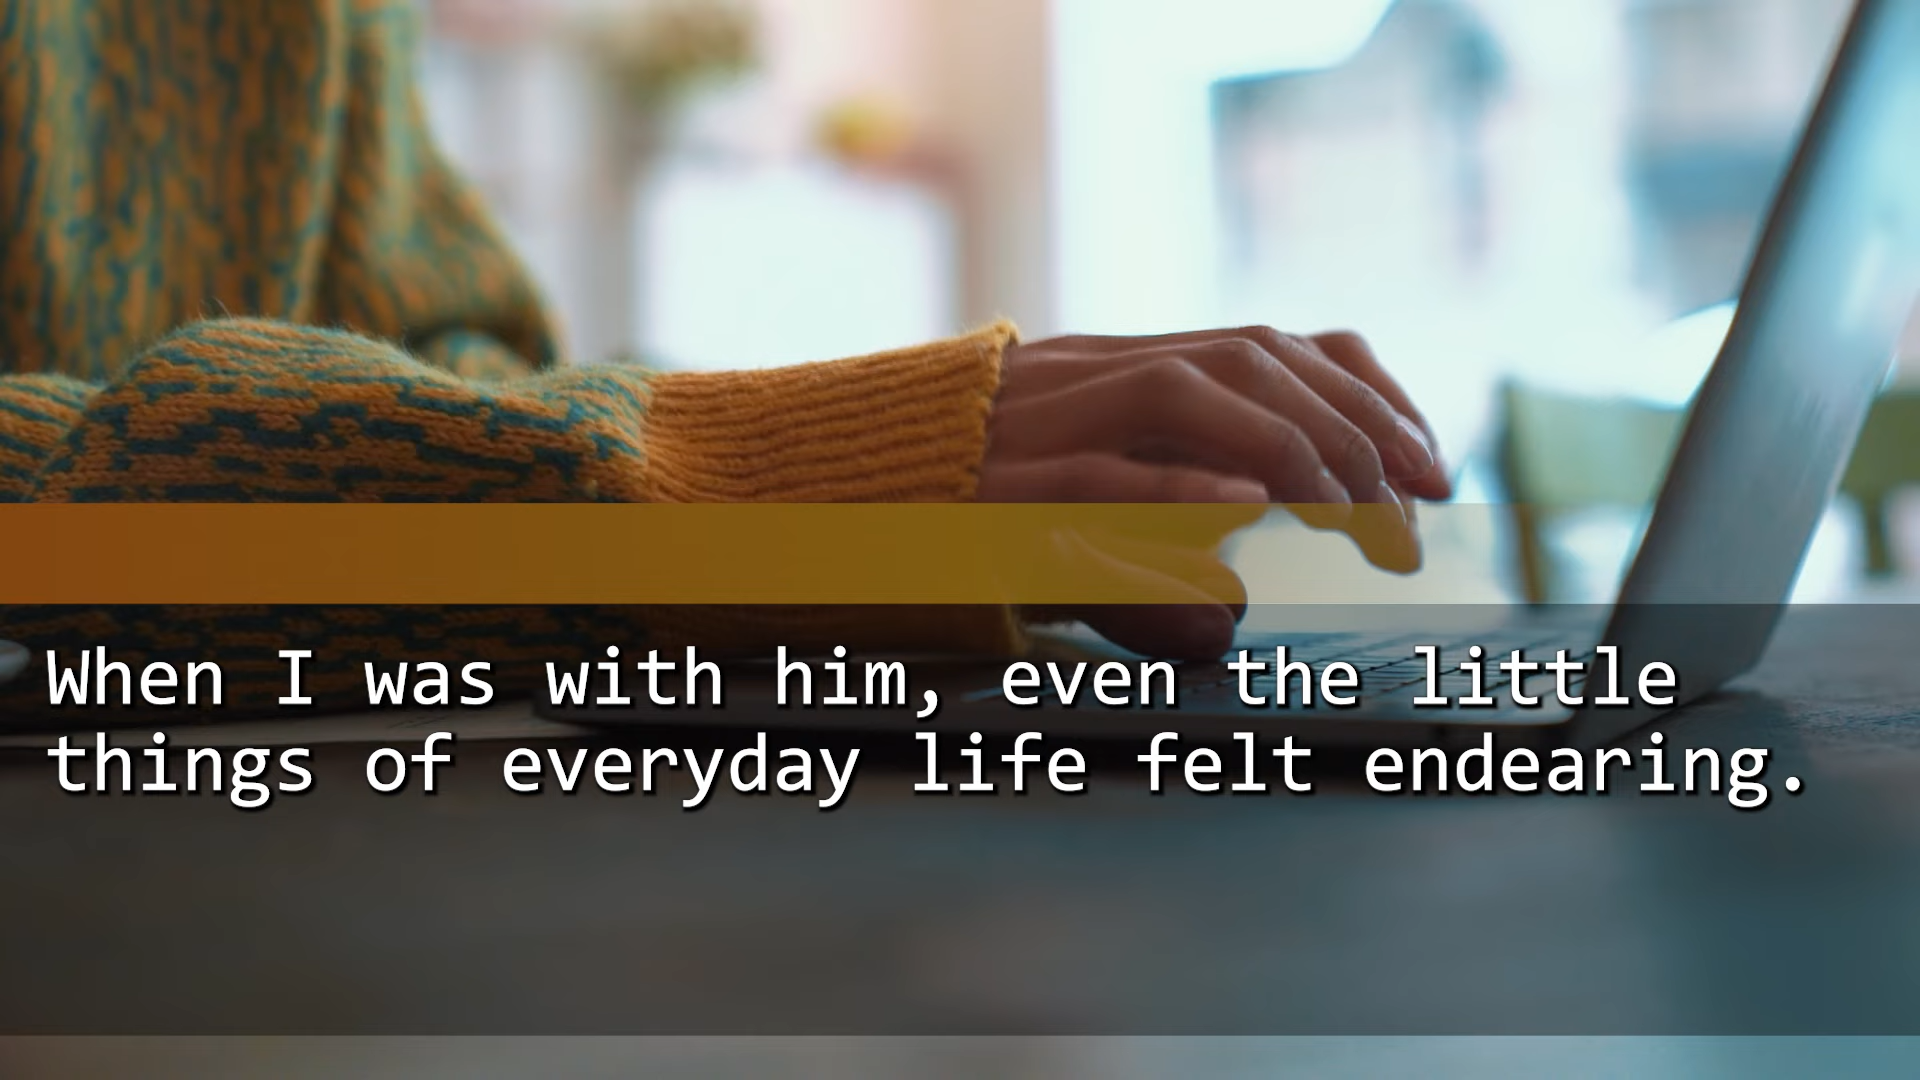 When I was with him, even the little
things of everyday life felt endearing.